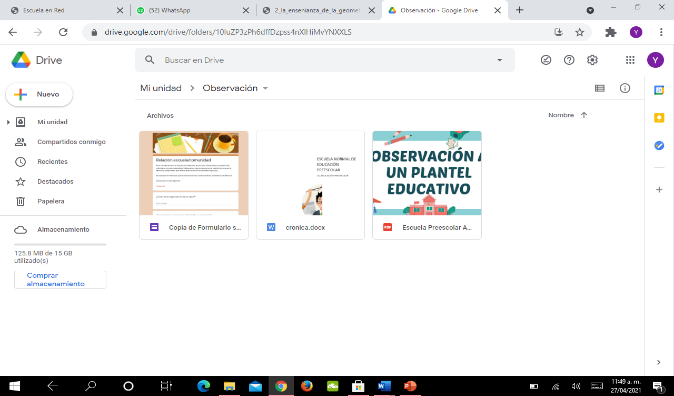 Escuela en Red
(52) WhatsApp
2_la_ensenianza_de_la_geomet
Observación - Google Drive
drive.google.com/drive/folders/
Drive
Buscar en Drive
Y
Y
Nuevo
Mi unidad
Observación
Mi unidad
Compartidos conmigo
Recientes
Destacados
Papelera
Almacenamiento
125.8 MB de 15 GB
utilizado(s)
Comprar
almacenamiento
Archivos
Nombre
Relación escuela/comunidad
Copia de Formulario s...
ESCUELA NORMAL DE
EDUCACIÓN
PREESCOLAR
cronica.docx
OBSERVACIÓN A
UN PLANTEL
EDUCATIVO
Escuela Preescolar A...
11:49 a. m.
27/04/2021